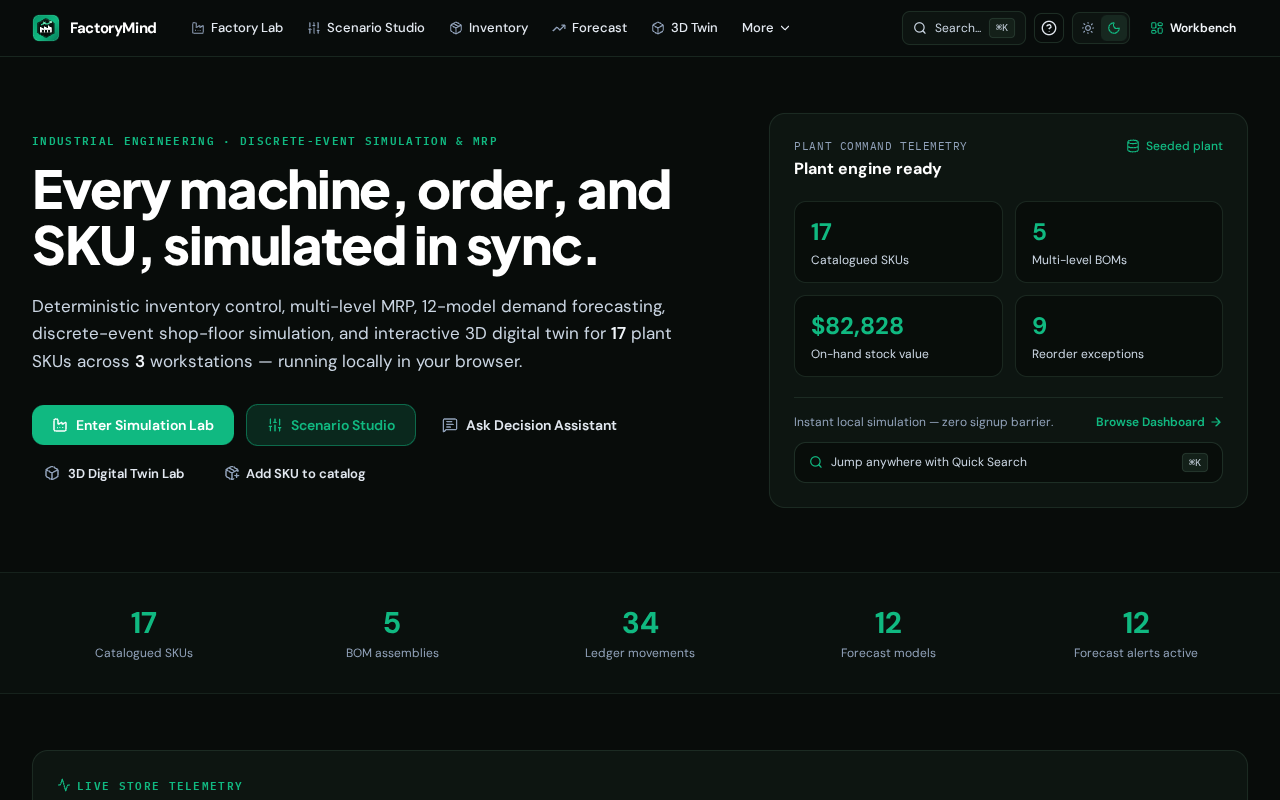 FactoryMind
Factory Lab
Scenario Studio
Inventory
Forecast
3D Twin
More
Search...
⌘K
Workbench
INDUSTRIAL ENGINEERING · DISCRETE-EVENT SIMULATION & MRP
Every machine, order, and
SKU, simulated in sync.
Deterministic inventory control, multi-level MRP, 12-model demand forecasting,
discrete-event shop-floor simulation, and interactive 3D digital twin for 17 plant
SKUs across 3 workstations — running locally in your browser.
Enter Simulation Lab
Scenario Studio
Ask Decision Assistant
3D Digital Twin Lab
Add SKU to catalog
PLANT COMMAND TELEMETRY
Seeded plant
Plant engine ready
17
Catalogued SKUs
5
Multi-level BOMs
$82,828
On-hand stock value
9
Reorder exceptions
Instant local simulation — zero signup barrier.
Browse Dashboard →
Jump anywhere with Quick Search
⌘K
17
Catalogued SKUs
5
BOM assemblies
34
Ledger movements
12
Forecast models
12
Forecast alerts active
LIVE STORE TELEMETRY